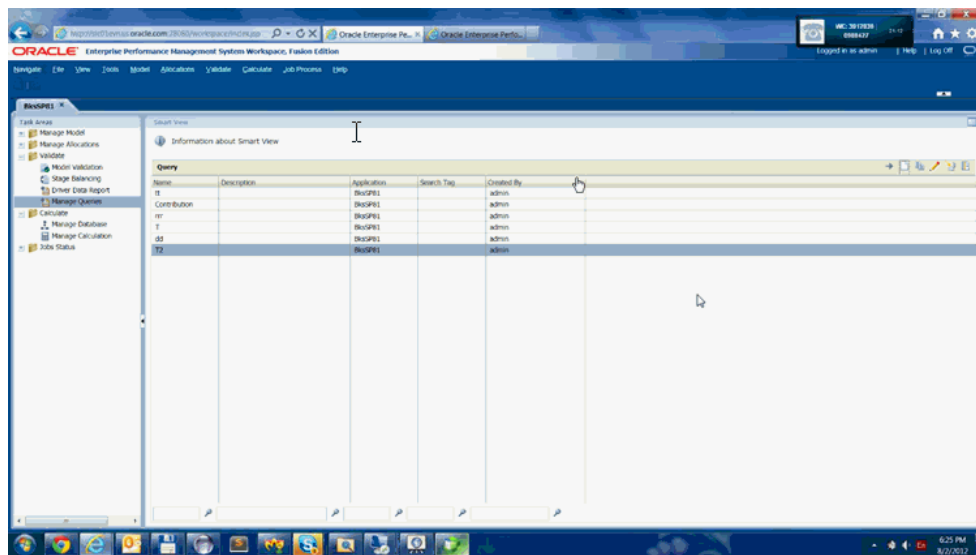 Oracle Enterprise Pe...
Oracle Enterprise Perfo...
WC: 3017036
ORACLE Enterprise Performance Management System Workspace, Fusion Edition
Logged in as admin | Help | Log Off
Navigate File View Tools Model Allocations Validate Calculate Job Process Help
BksSP81
Task Areas
Manage Model
Manage Allocations
Validate
Model Validation
Stage Balancing
Driver Data Report
Manage Queries
Calculate
Manage Database
Manage Calculation
Jobs Status
Smart View
Information about Smart View
Query
Name Description Application Search Tag Created By
tt BksSP81 admin
Contribution BksSP81 admin
rrr BksSP81 admin
T BksSP81 admin
dd BksSP81 admin
T2 BksSP81 admin
6:25 PM
8/2/2012